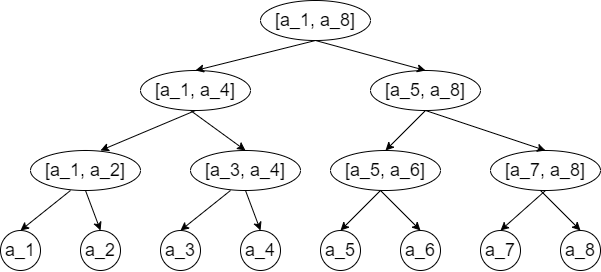 [a_1, a_8]
[a_1, a_4] [a_5, a_8]
[a_1, a_2] [a_3, a_4] [a_5, a_6] [a_7, a_8]
a_1 a_2 a_3 a_4 a_5 a_6 a_7 a_8